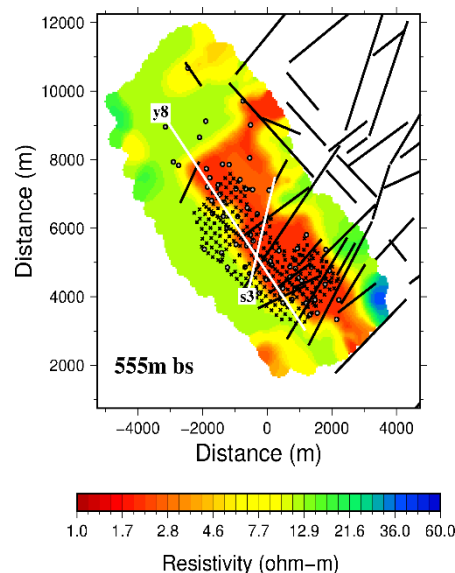 12000
10000
8000
6000
4000
2000
Distance (m)
y8
s3
555m bs
-4000 -2000 0 2000 4000
Distance (m)
1.0 1.7 2.8 4.6 7.7 12.9 21.6 36.0 60.0
Resistivity (ohm-m)